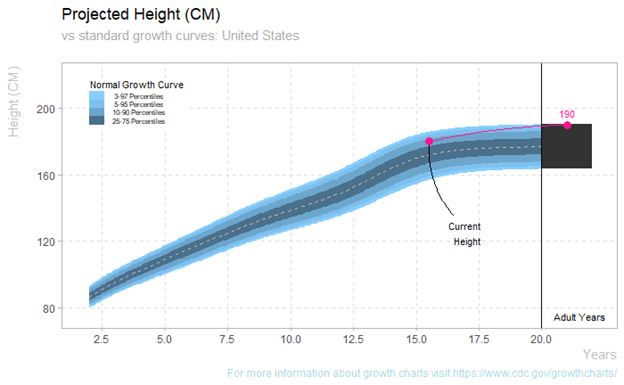 Projected Height (CM)
vs standard growth curves: United States
Height (CM)
Normal Growth Curve
3-97 Percentiles
5-95 Percentiles
10-90 Percentiles
25-75 Percentiles
190
200
160
120
80
Current
Height
Adult Years
2.5 5.0 7.5 10.0 12.5 15.0 17.5 20.0
Years
For more information about growth charts visit https://www.cdc.gov/growthcharts/